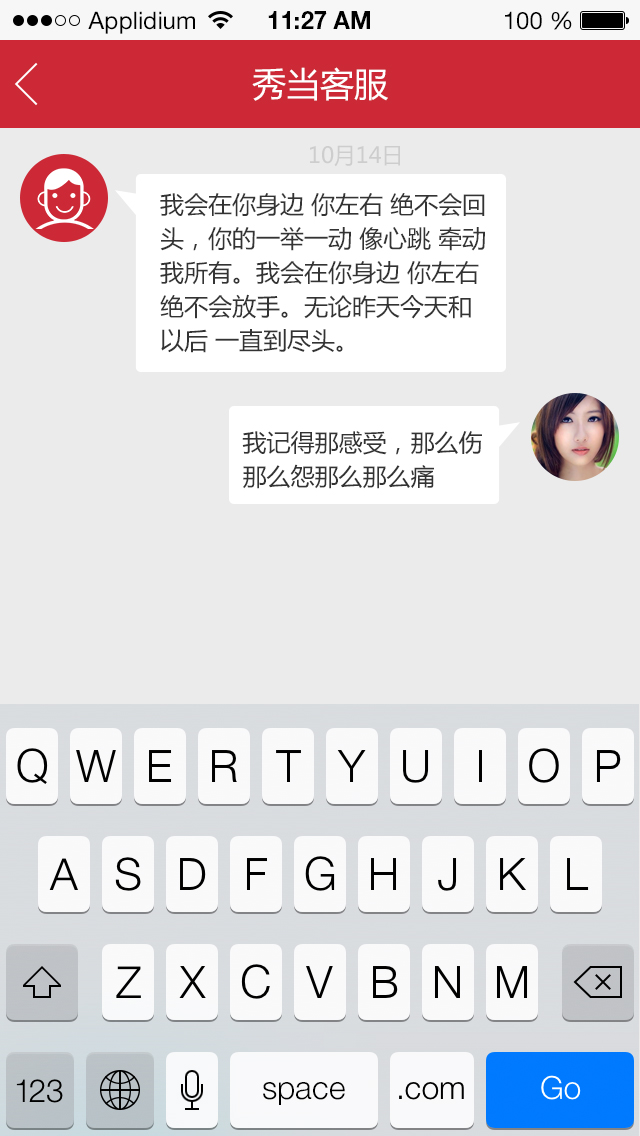 Applidium 11:27 AM 100 %
秀当客服
10月14日
我会在你身边 你左右 绝不会回
头，你的一举一动 像心跳 牵动
我所有。我会在你身边 你左右
绝不会放手。无论昨天今天和
以后 一直到尽头。
我记得那感受，那么伤
那么怨那么那么痛
Q W E R T Y U I O P
A S D F G H J K L
Z X C V B N M
123 space .com Go